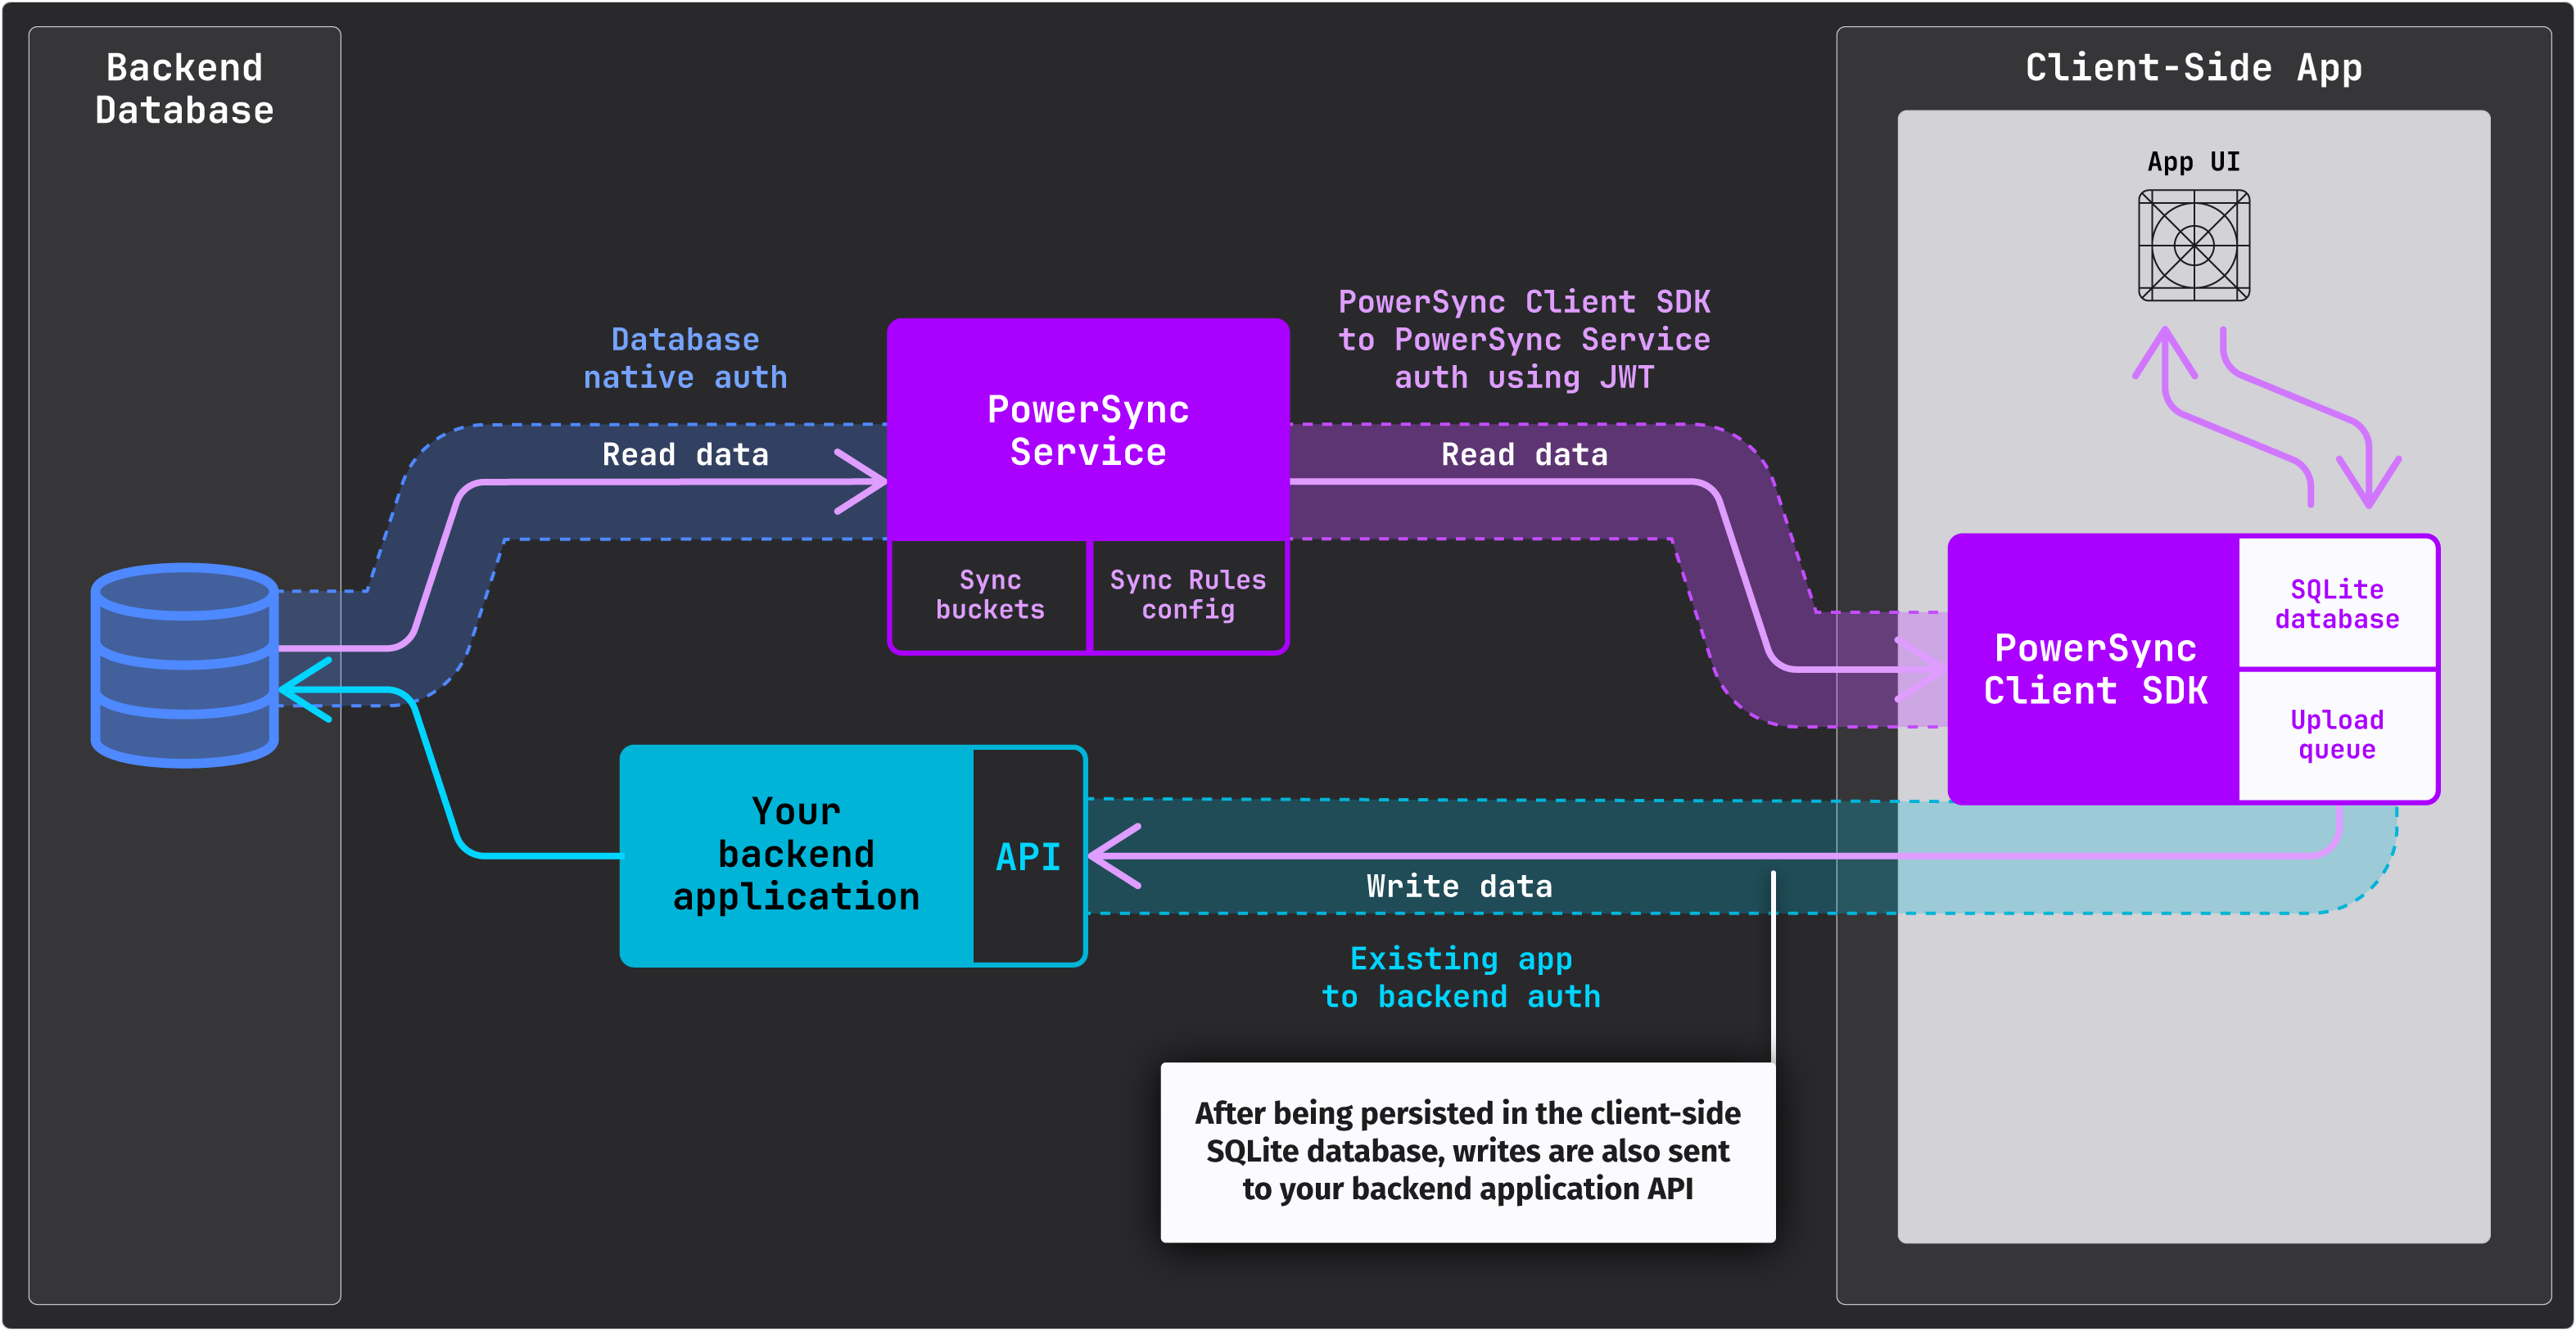 Backend
Database
Client-Side App
App UI
Database
native auth
Read data
PowerSync
Service
Sync
buckets
Sync Rules
config
PowerSync Client SDK
to PowerSync Service
auth using JWT
Read data
PowerSync
Client SDK
SQLite
database
Upload
queue
Your
backend
application
API
Write data
Existing app
to backend auth
After being persisted in the client-side
SQLite database, writes are also sent
to your backend application API